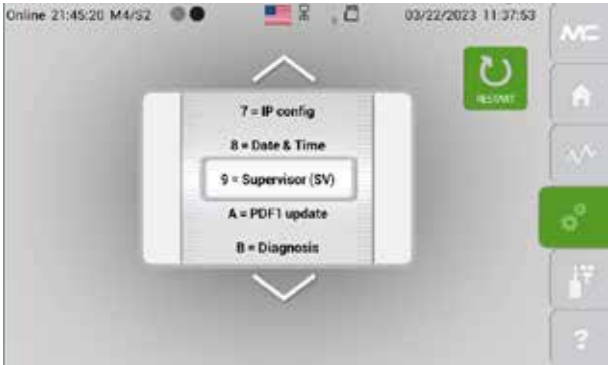 Online 21:45:20 M4/S2 03/22/2023 11:37:53
MC
RESTART
7 = IP config
8 = Date & Time
9 = Supervisor (SV)
A = PDF1 update
B = Diagnosis
?